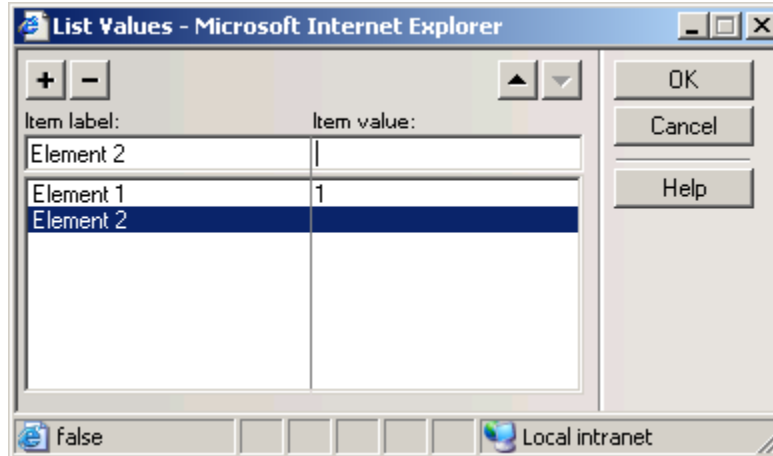 List Values - Microsoft Internet Explorer
+ −
OK
Item label: Item value:
Cancel
Element 2
Help
Element 1 1
Element 2
false Local intranet